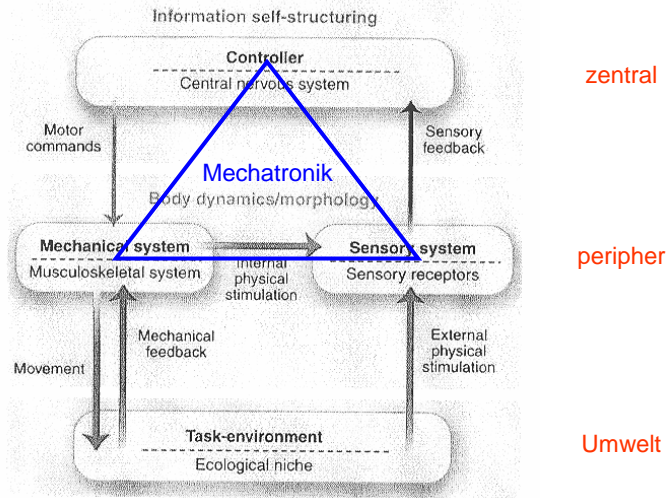 Information self-structuring
Controller
Central nervous system
zentral
Motor
commands
Sensory
feedback
Mechatronik
Body dynamics/morphology
Mechanical system
Musculoskeletal system
Internal
physical
stimulation
Sensory system
Sensory receptors
peripher
Movement
Mechanical
feedback
External
physical
stimulation
Task-environment
Ecological niche
Umwelt